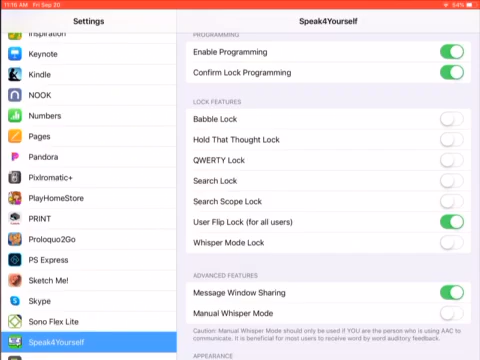 11:15 AM Fri Sep 20
64%
Settings
Speak4Yourself
Inspiration
Keynote
Kindle
NOOK
Numbers
Pages
Pandora
Pixlromatic+
PlayHomeStore
PRINT
Proloquo2Go
PS Express
Sketch Me!
Skype
Sono Flex Lite
Speak4Yourself
PROGRAMMING
Enable Programming
Confirm Lock Programming
LOCK FEATURES
Babble Lock
Hold That Thought Lock
QWERTY Lock
Search Lock
Search Scope Lock
User Flip Lock (for all users)
Whisper Mode Lock
ADVANCED FEATURES
Message Window Sharing
Manual Whisper Mode
Caution: Manual Whisper Mode should only be used if YOU are the person who is using AAC to
communicate. It is beneficial for most users to receive word by word auditory feedback.
APPEARANCE